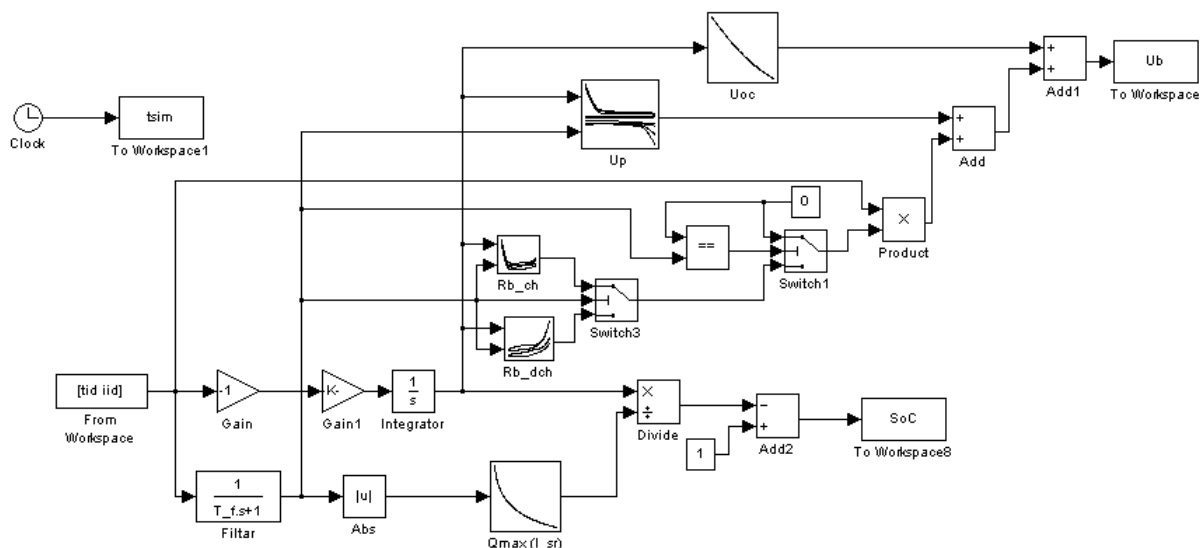 Uoc
+
+
Add1
Ub
To Workspace
Clock
tsim
To Workspace1
Up
+
+
Add
0
==
Switch1
×
Product
Rb_ch
Switch3
Rb_dch
[tid iid]
From
Workspace
-1
Gain
K-
Gain1
1
s
Integrator
×
÷
Divide
1
−
+
Add2
SoC
To Workspace8
1
T_f.s+1
Filtar
|u|
Abs
Qmax(I_sr)